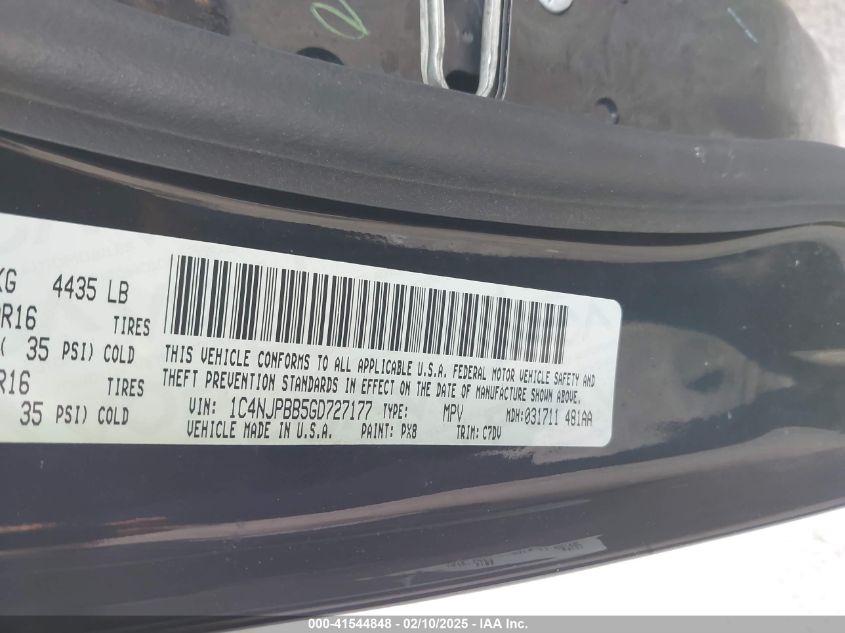 KG 4435 LB
R16 TIRES
( 35 PSI) COLD
R16 TIRES
35 PSI) COLD
THIS VEHICLE CONFORMS TO ALL APPLICABLE U.S.A. FEDERAL MOTOR VEHICLE SAFETY AND
THEFT PREVENTION STANDARDS IN EFFECT ON THE DATE OF MANUFACTURE SHOWN ABOVE.
VIN: 1C4NJPBB5GD727177 TYPE: MPV MDH:031711 481AA
VEHICLE MADE IN U.S.A. PAINT: PX8 TRIM: C7DV
000-41544848 - 02/10/2025 - IAA Inc.